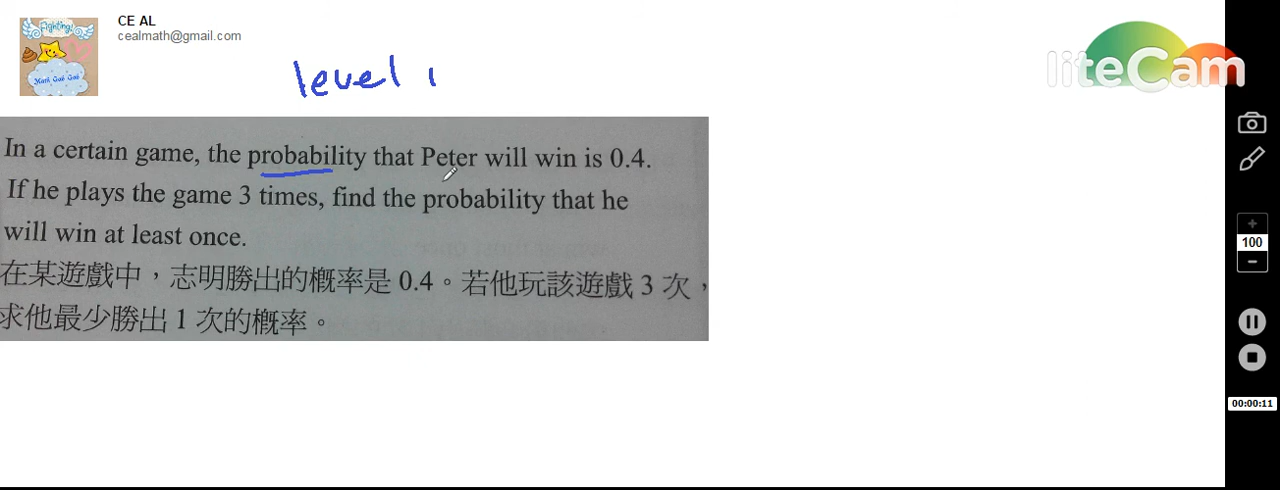 CE AL
cealmath@gmail.com
Fighting!
liteCam
level 1
In a certain game, the probability that Peter will win is 0.4.
If he plays the game 3 times, find the probability that he
will win at least once.
在某遊戲中，志明勝出的概率是 0.4。若他玩該遊戲 3 次，
求他最少勝出 1 次的概率。
100
00:00:11